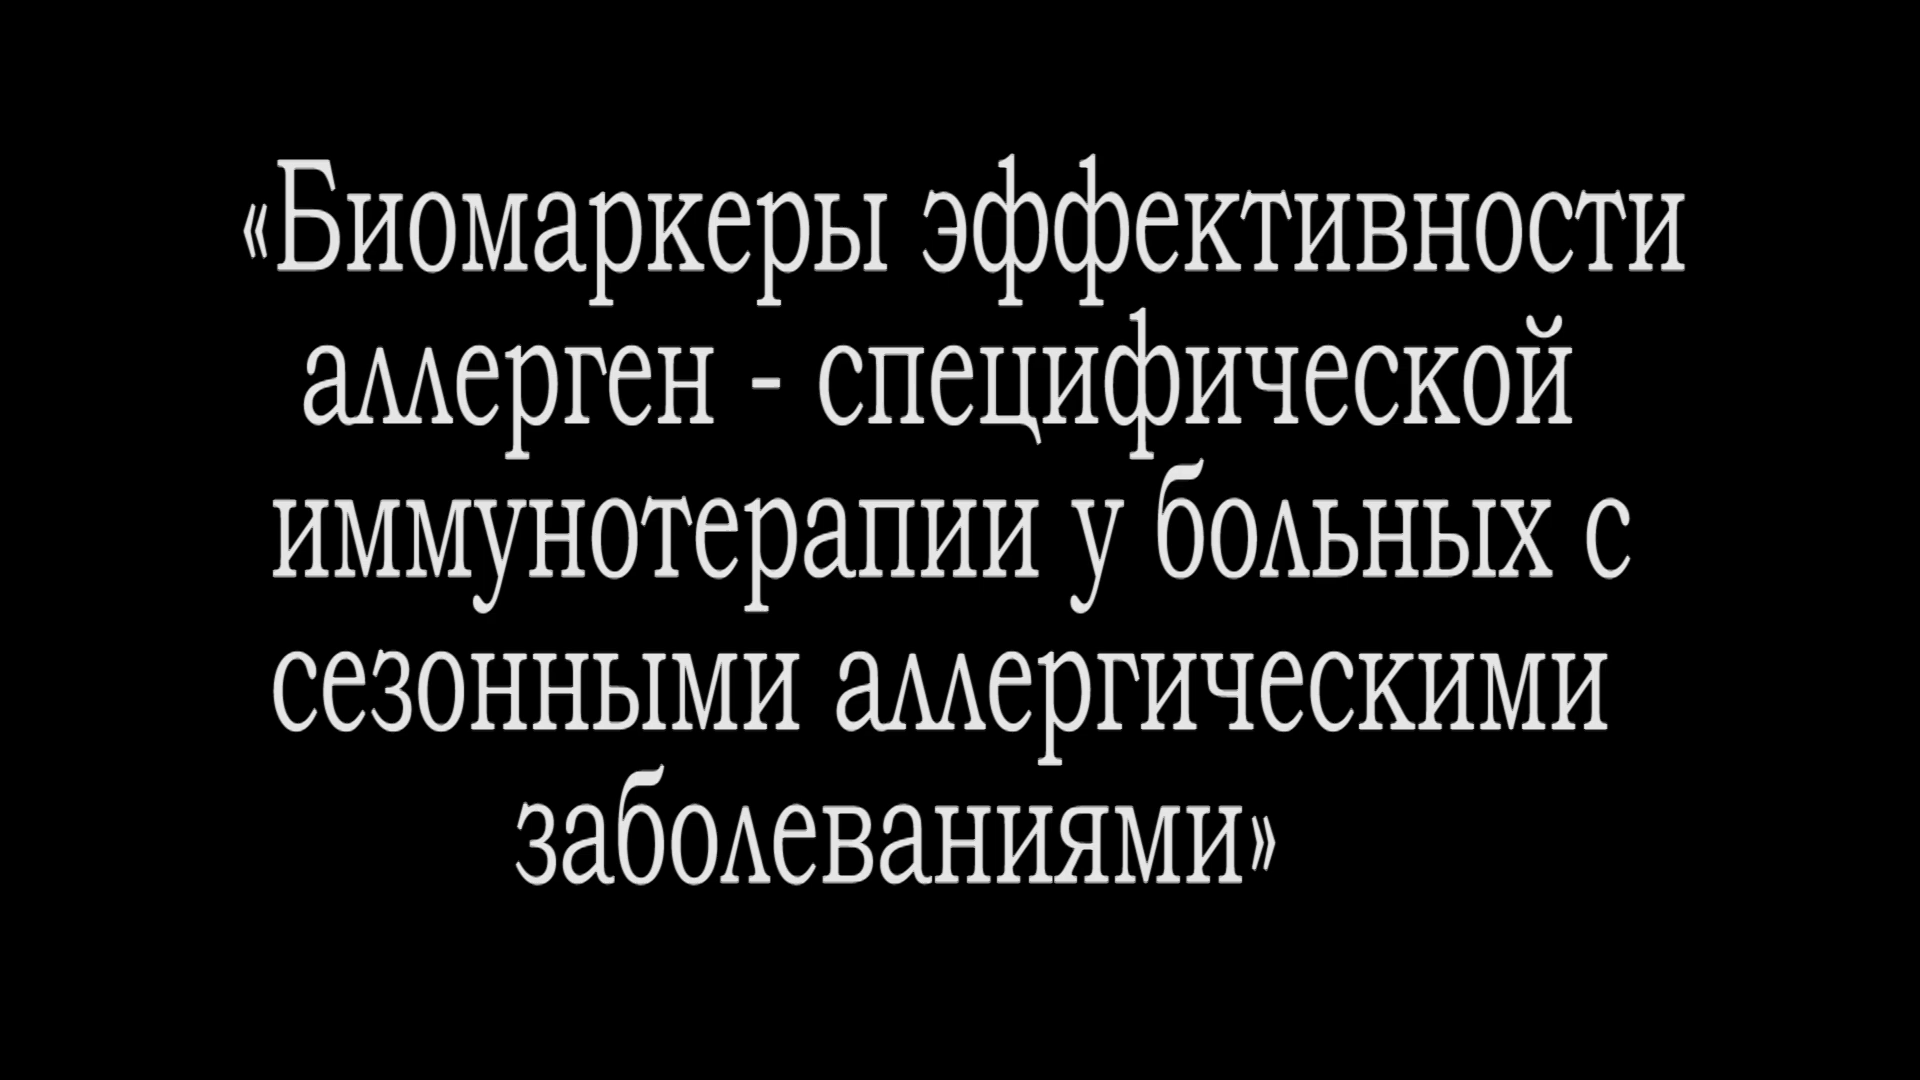 «Биомаркеры эффективности
аллерген - специфической
иммунотерапии у больных с
сезонными аллергическими
заболеваниями»